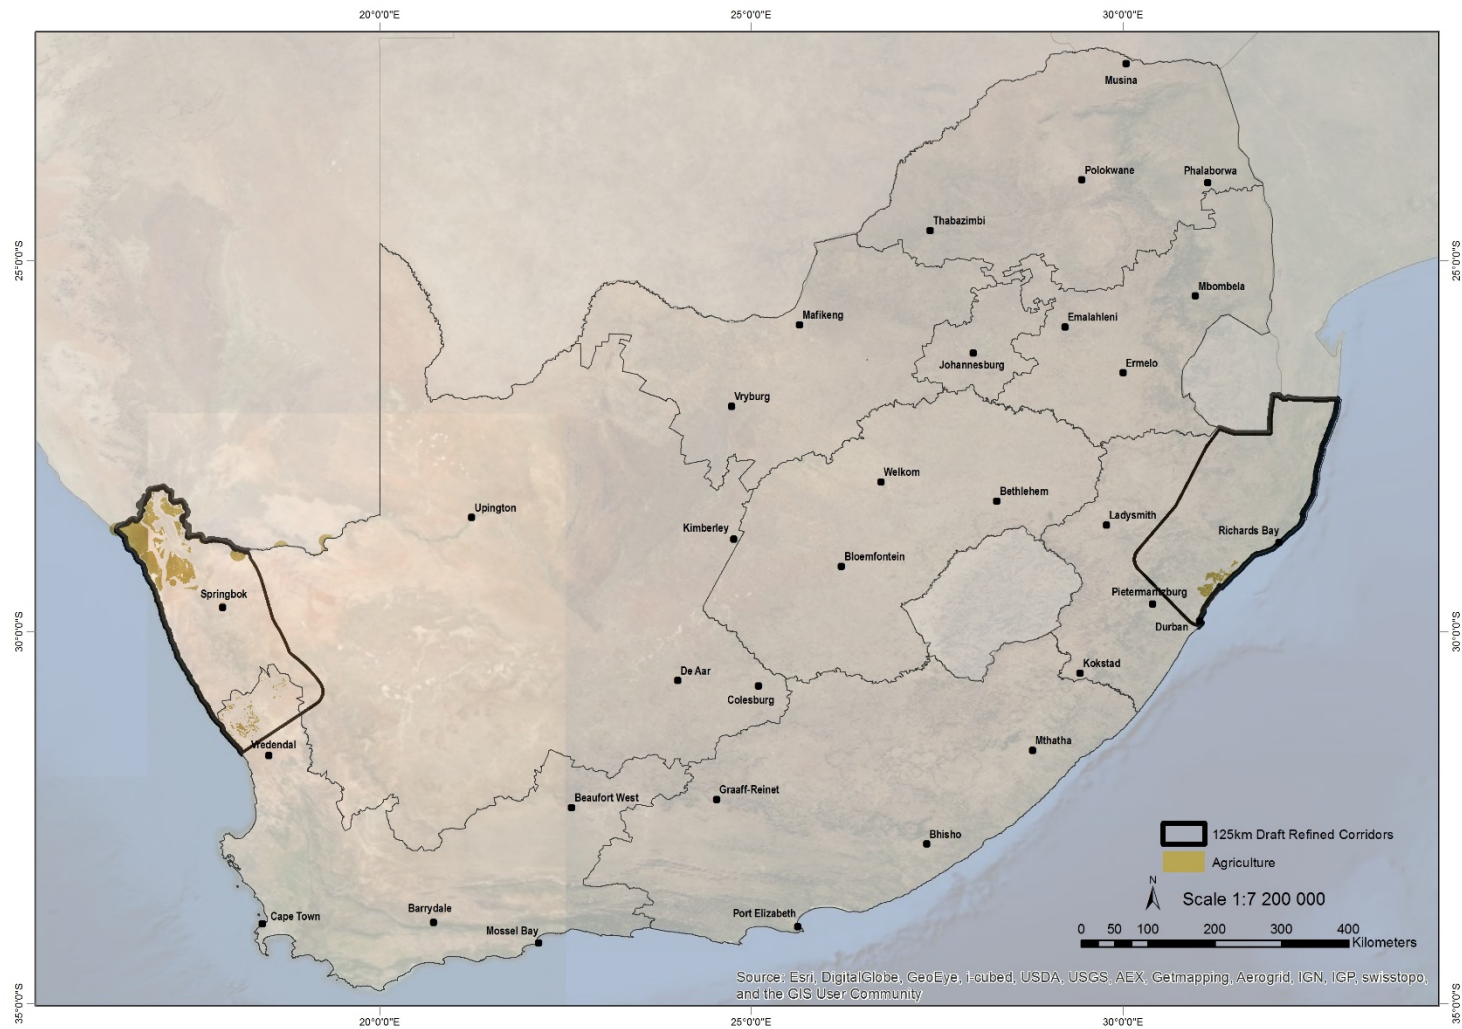 20°0'0"E
25°0'0"E
30°0'0"E
Musina
Polokwane
Phalaborwa
Thabazimbi
25°0'0"S
25°0'0"S
Mbombela
Mafikeng
Emalahleni
Johannesburg
Ermelo
Vryburg
Welkom
Bethlehem
Upington
Ladysmith
Kimberley
Richards Bay
Bloemfontein
Springbok
Pietermaritzburg
Durban
30°0'0"S
30°0'0"S
Kokstad
De Aar
Colesburg
Vredendal
Mthatha
Graaff-Reinet
Beaufort West
Bhisho
125km Draft Refined Corridors
Agriculture
N
Scale 1:7 200 000
Barrydale
Cape Town
Port Elizabeth
Mossel Bay
0 50 100 200 300 400
Kilometers
Source: Esri, DigitalGlobe, GeoEye, i-cubed, USDA, USGS, AEX, Getmapping, Aerogrid, IGN, IGP, swisstopo,
and the GIS User Community
35°0'0"S
35°0'0"S
20°0'0"E
25°0'0"E
30°0'0"E